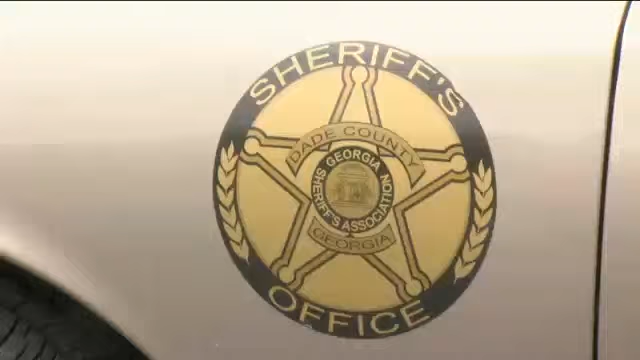 SHERIFF'S
DADE COUNTY
GEORGIA
SHERIFF'S ASSOCIATION
GEORGIA
OFFICE